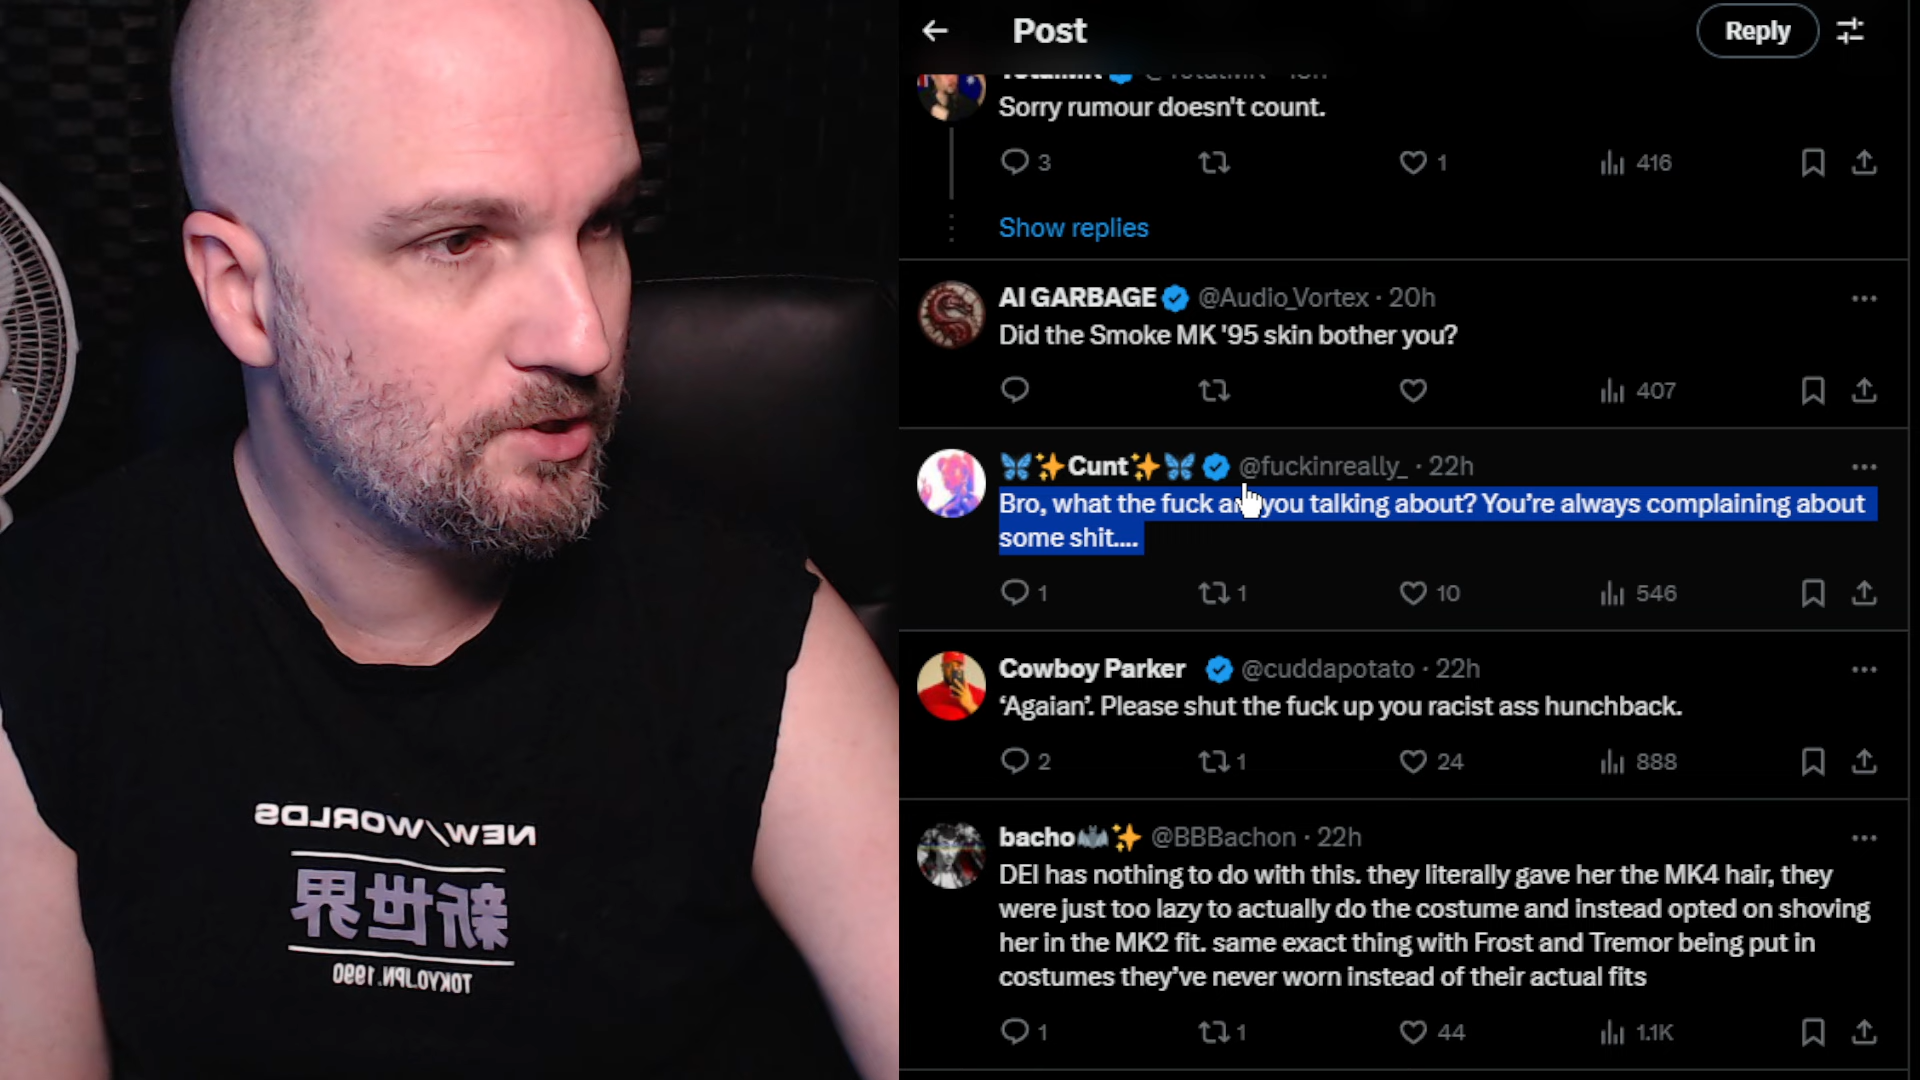 Post
Reply
TotalMK
Sorry rumour doesn't count.
3
1
416
Show replies
AI GARBAGE @Audio_Vortex · 20h
Did the Smoke MK '95 skin bother you?
407
🦋✨Cunt✨🦋 @fuckinreally_ · 22h
Bro, what the fuck are you talking about? You're always complaining about
some shit....
1
1
10
546
Cowboy Parker @cuddapotato · 22h
'Agaian'. Please shut the fuck up you racist ass hunchback.
2
1
24
888
bacho🦇✨ @BBBachon · 22h
DEI has nothing to do with this. they literally gave her the MK4 hair, they
were just too lazy to actually do the costume and instead opted on shoving
her in the MK2 fit. same exact thing with Frost and Tremor being put in
costumes they've never worn instead of their actual fits
1
1
44
1.1K
NEW/WORLDS
新世界
TOKYO.JPN.1990